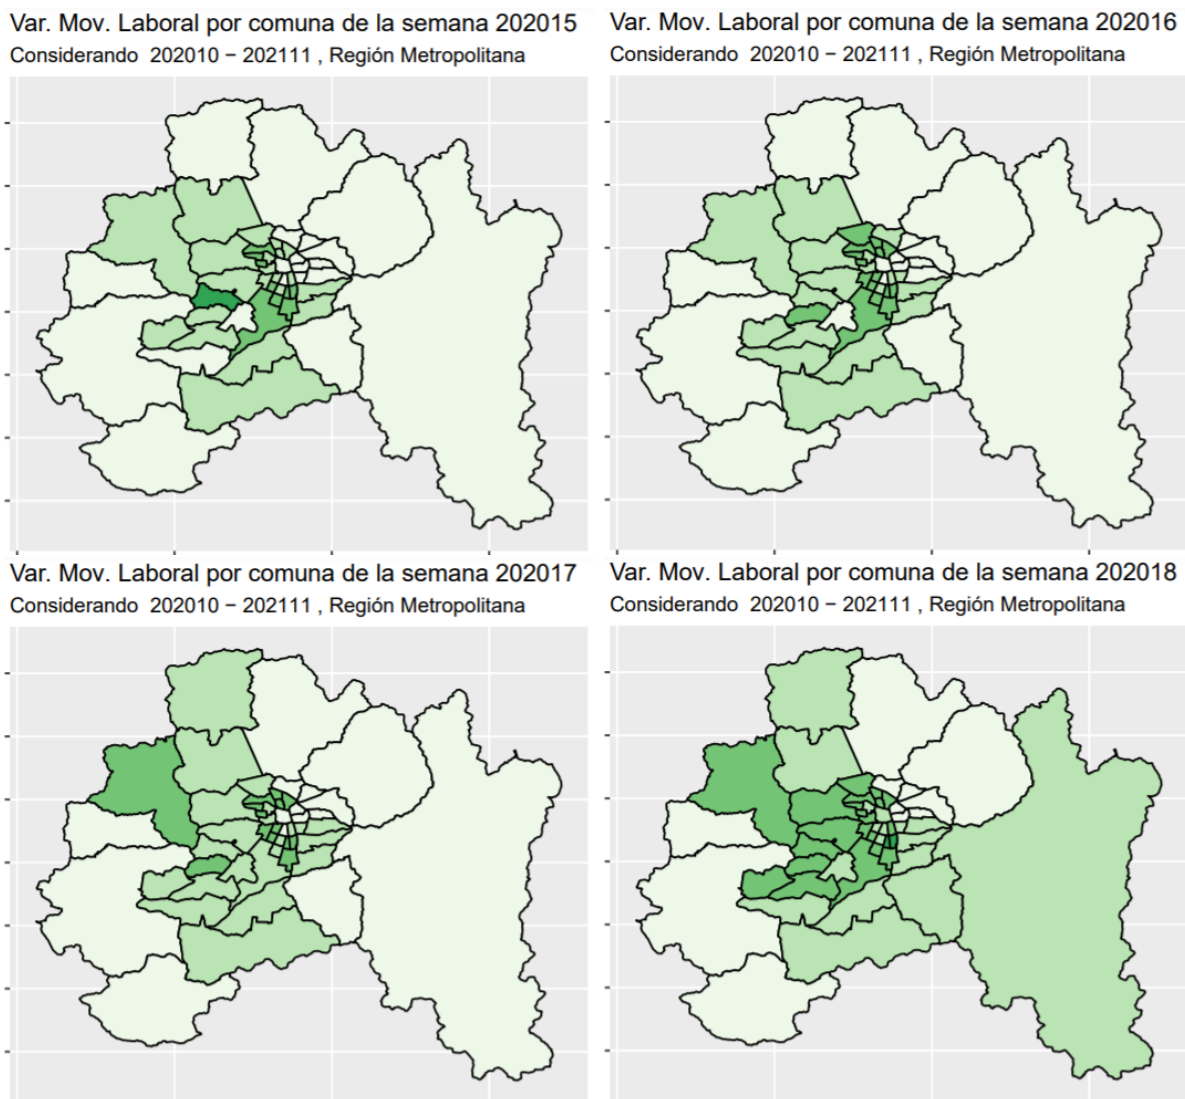 Var. Mov. Laboral por comuna de la semana 202015
Considerando 202010 − 202111 , Región Metropolitana
Var. Mov. Laboral por comuna de la semana 202016
Considerando 202010 − 202111 , Región Metropolitana
Var. Mov. Laboral por comuna de la semana 202017
Considerando 202010 − 202111 , Región Metropolitana
Var. Mov. Laboral por comuna de la semana 202018
Considerando 202010 − 202111 , Región Metropolitana